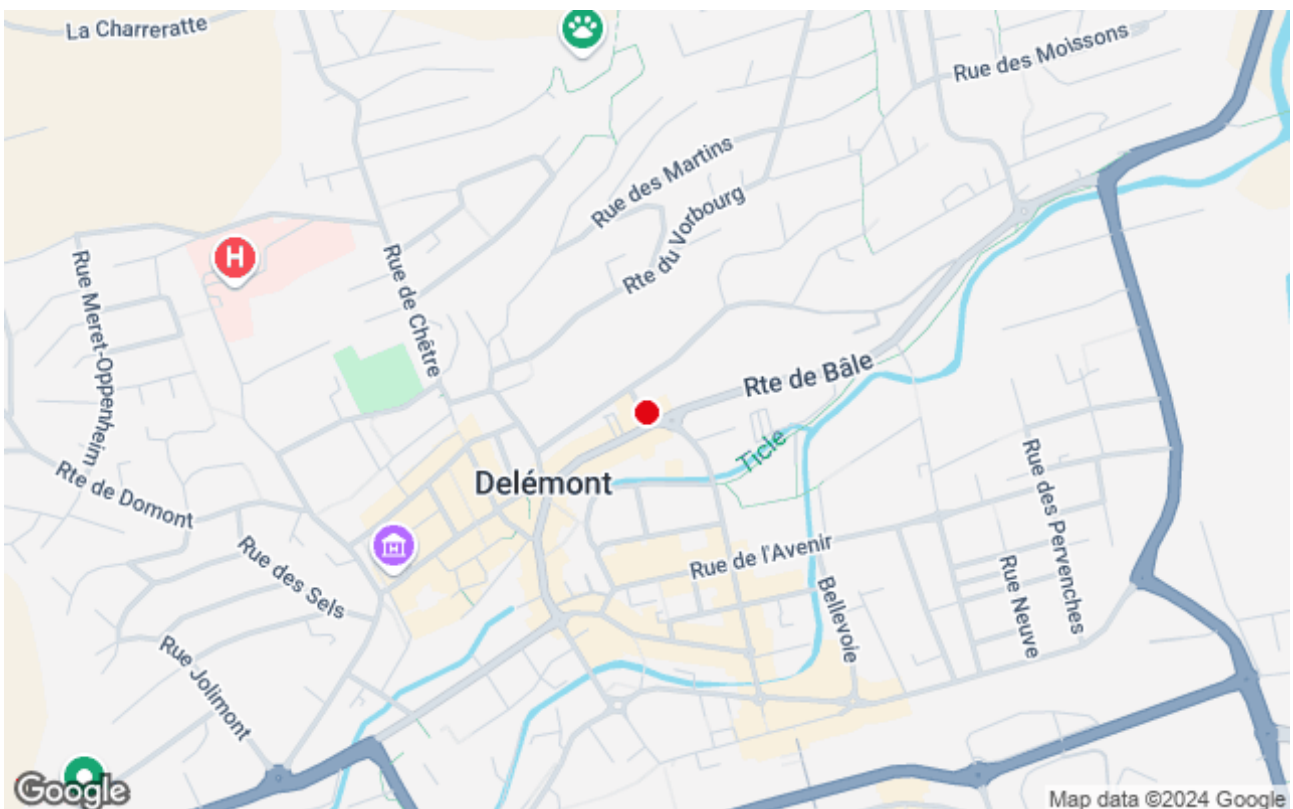 La Charreratte
Rue des Moissons
Rue des Martins
Rte du Vorbourg
H
Rue de Chêtre
Rue Meret-Oppenheim
Rte de Bâle
Ticle
Delémont
Rte de Domont
Rue des Pervenches
H
Rue de l'Avenir
Rue des Sels
Bellevoie
Rue Neuve
Rue Jolimont
Google
Map data ©2024 Google